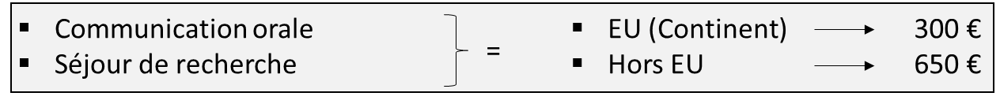 ▪ Communication orale = ▪ EU (Continent) → 300 €
▪ Séjour de recherche ▪ Hors EU → 650 €